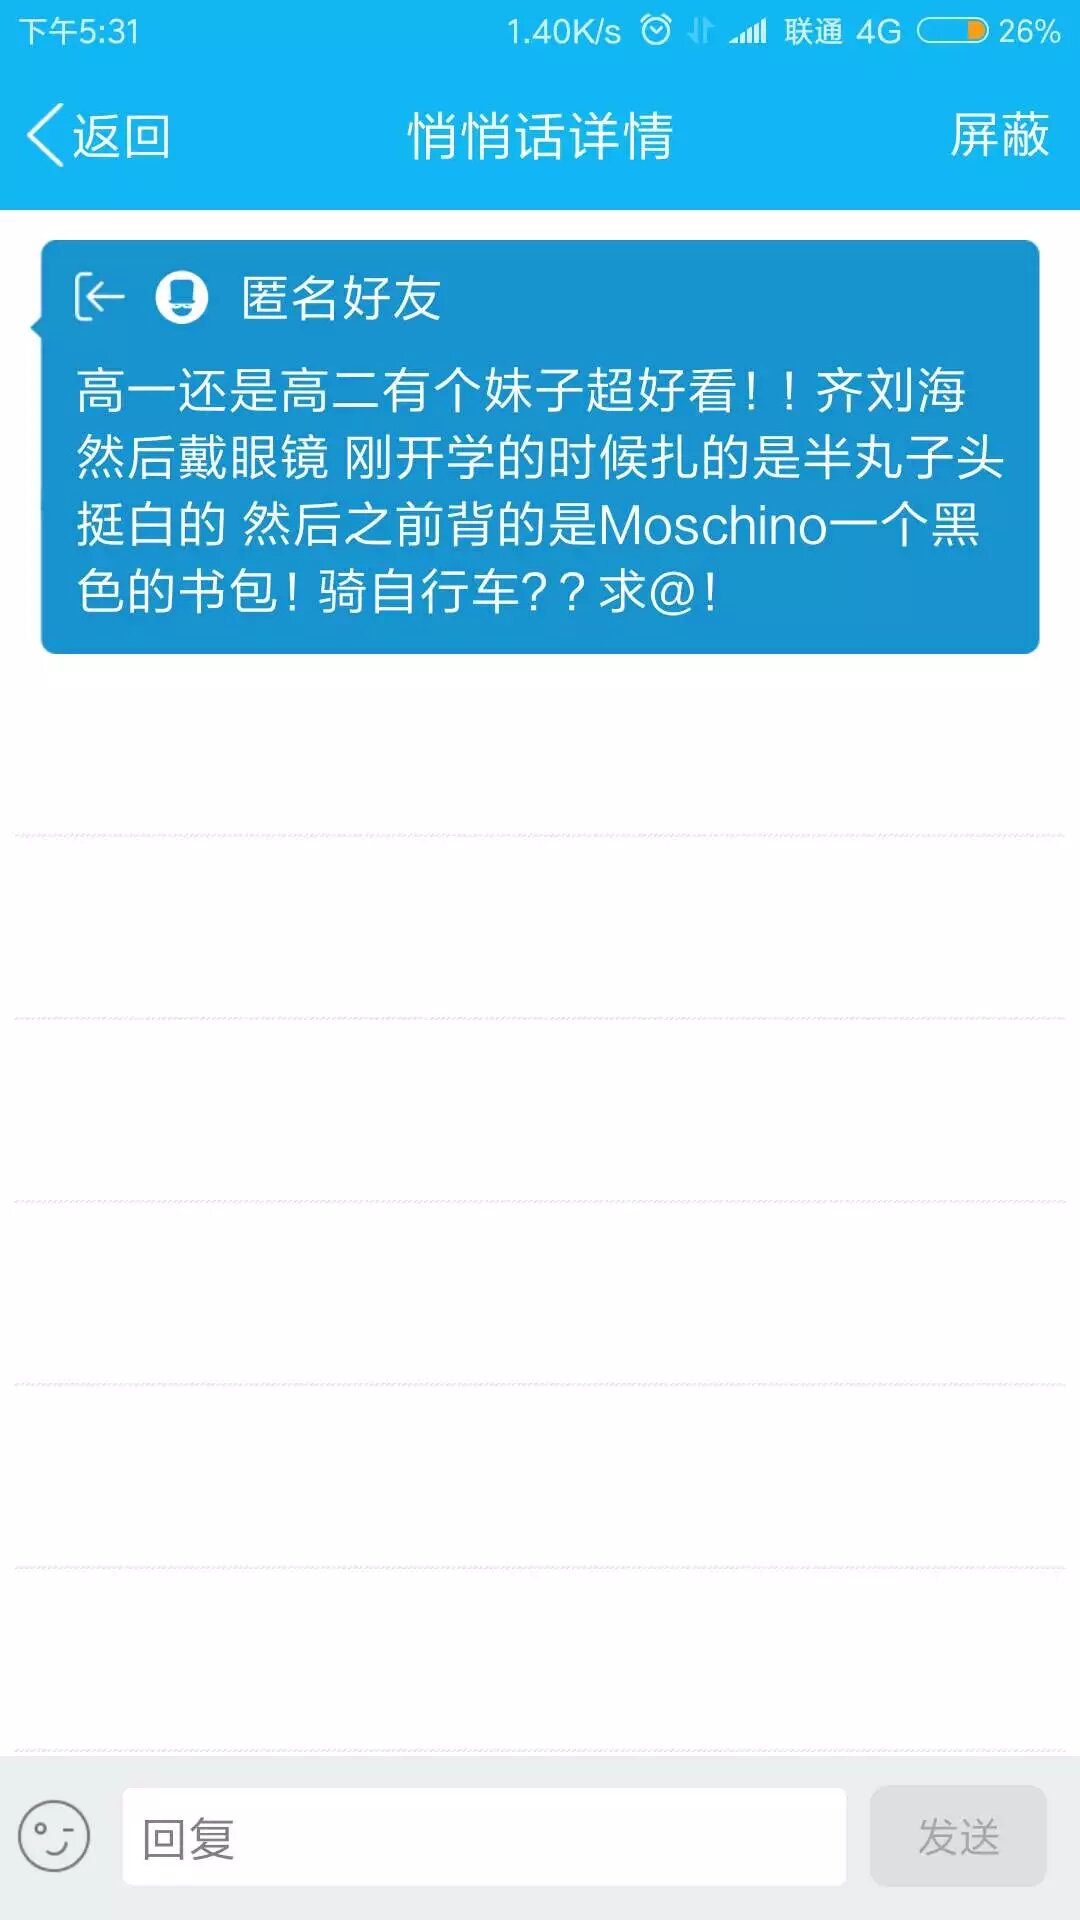 下午5:31 1.40K/s 联通 4G 26%
返回 悄悄话详情 屏蔽
匿名好友
高一还是高二有个妹子超好看！！齐刘海
然后戴眼镜 刚开学的时候扎的是半丸子头
挺白的 然后之前背的是Moschino一个黑
色的书包！骑自行车？？求@！
回复 发送